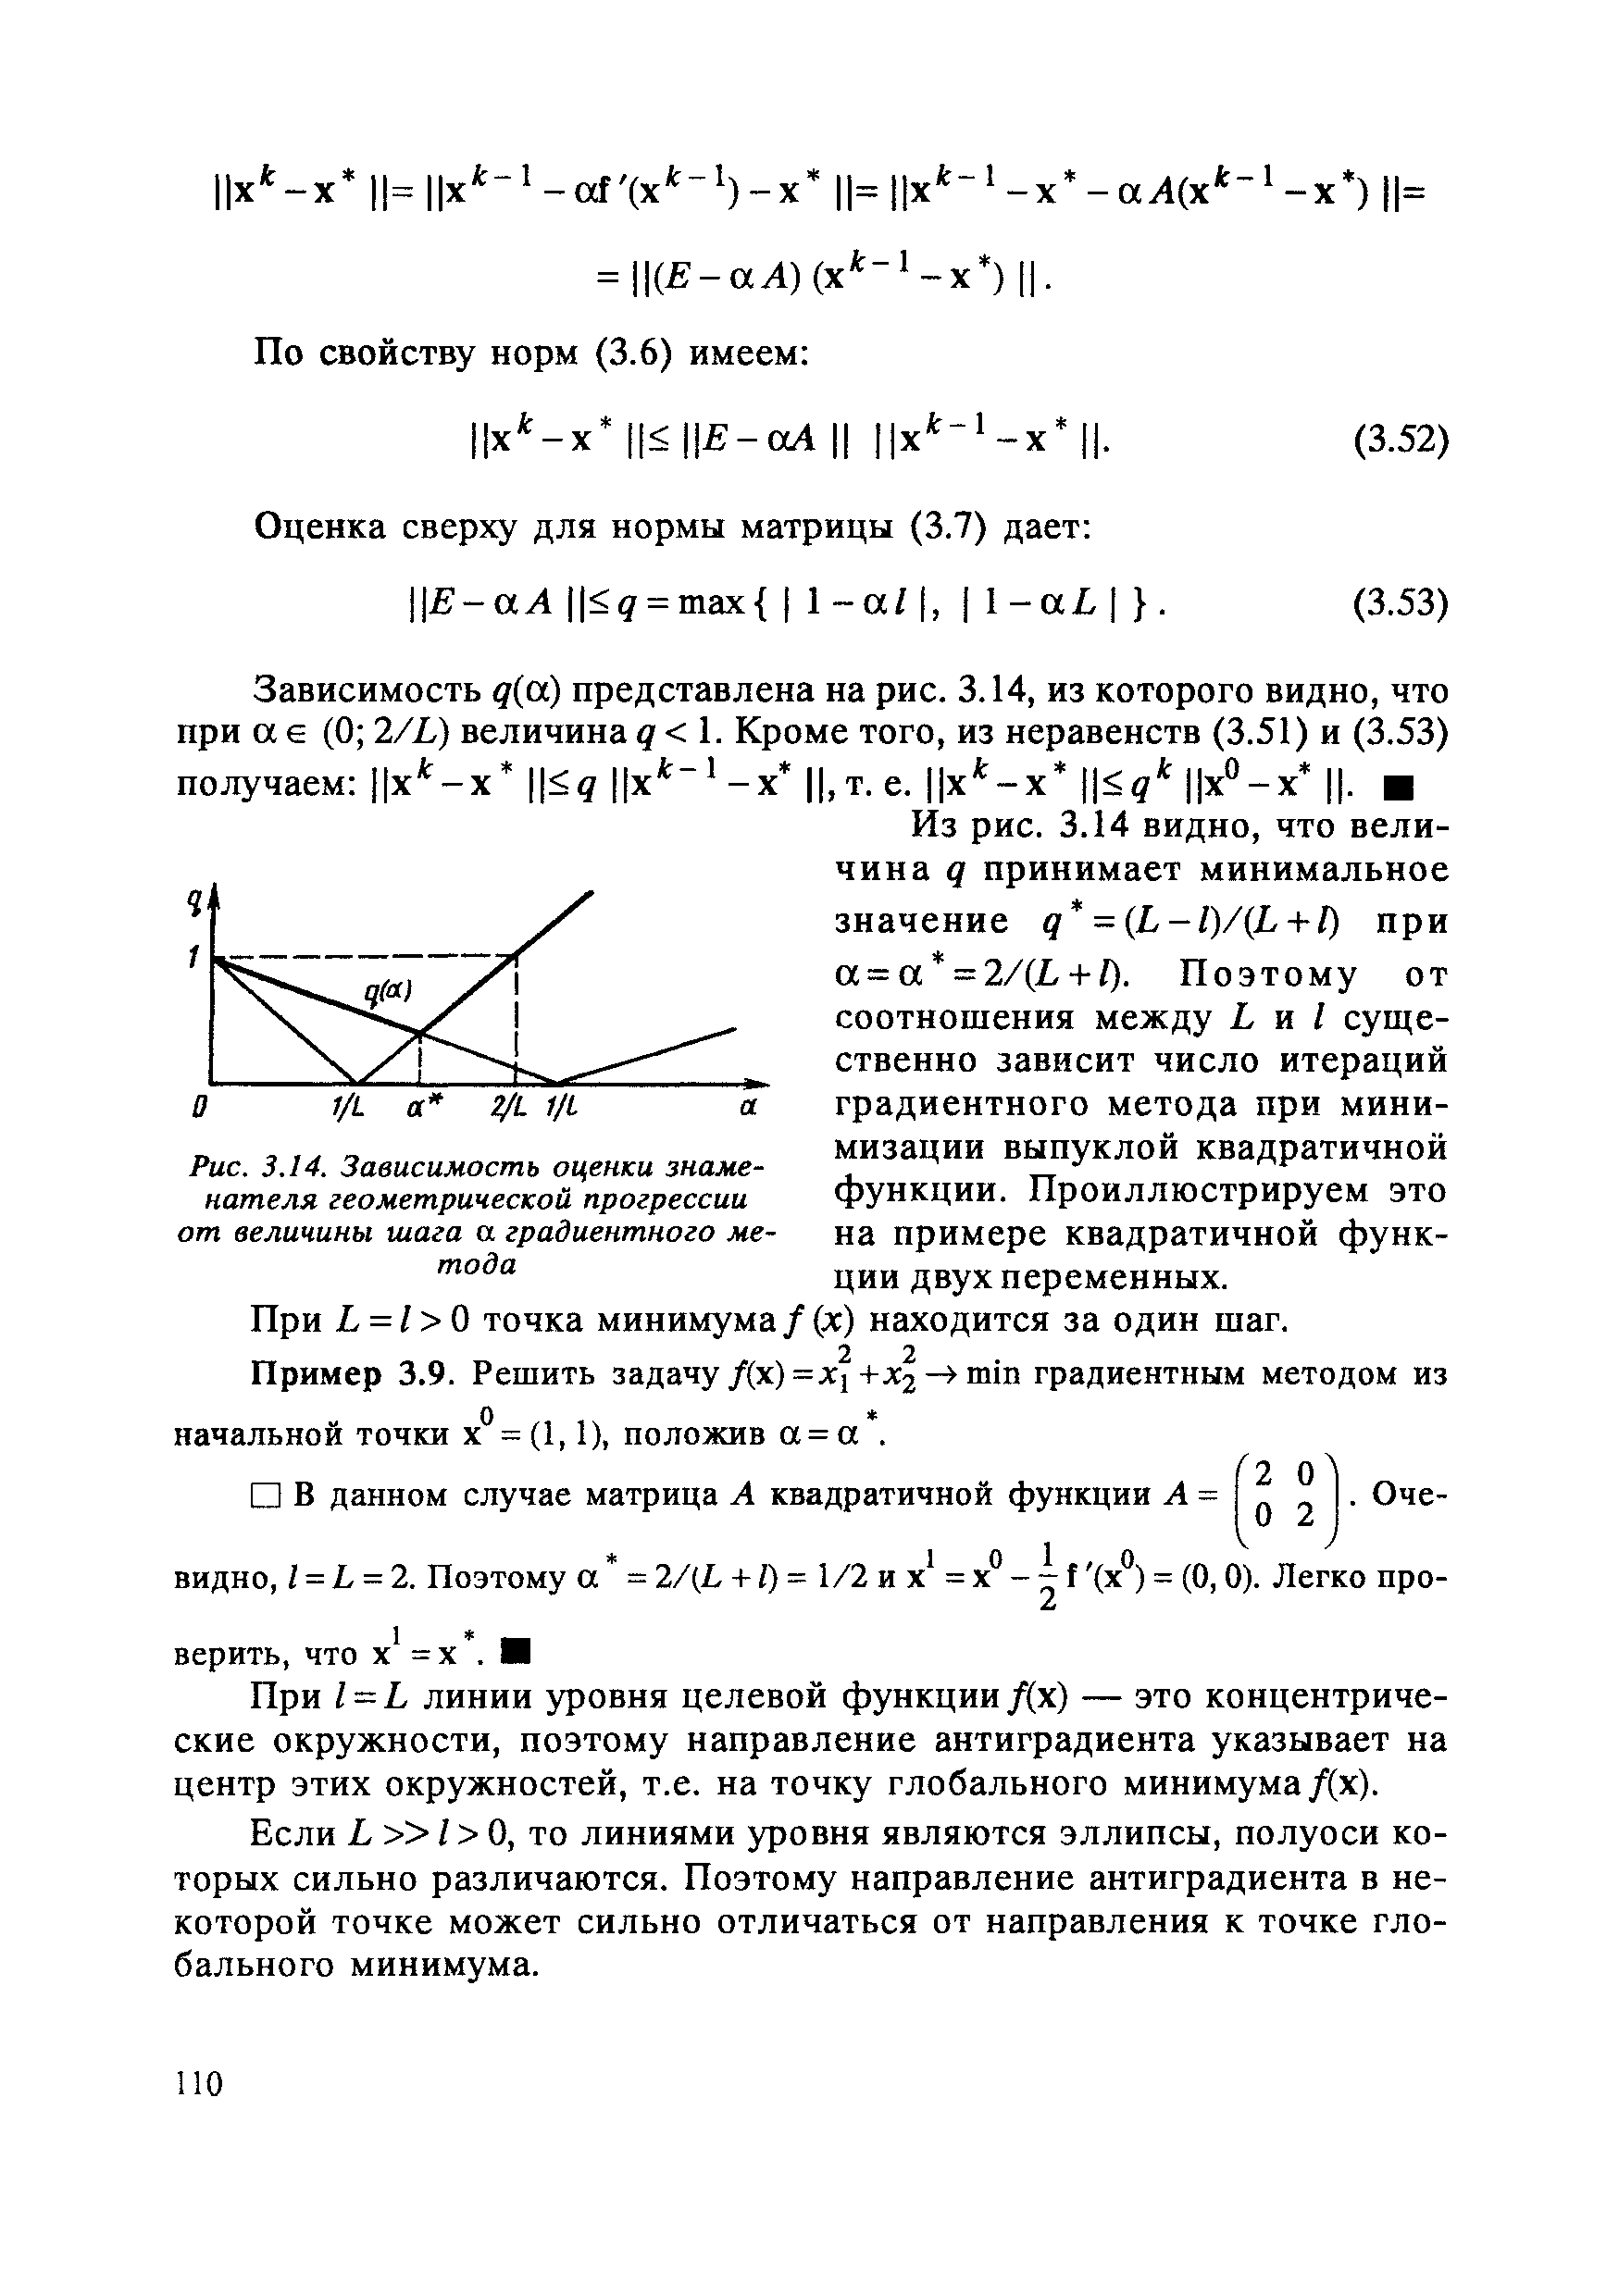 ||x^k − x^*|| = ||x^{k−1} − αf′(x^{k−1}) − x^*|| = ||x^{k−1} − x^* − αA(x^{k−1} − x^*)|| =
= ||(E − αA) (x^{k−1} − x^*)||.
По свойству норм (3.6) имеем:
||x^k − x^*|| ≤ ||E − αA|| ||x^{k−1} − x^*||. (3.52)
Оценка сверху для нормы матрицы (3.7) дает:
||E − αA|| ≤ q = max{ | 1 − αl |, | 1 − αL | }. (3.53)
Зависимость q(α) представлена на рис. 3.14, из которого видно, что
при α ∈ (0; 2/L) величина q < 1. Кроме того, из неравенств (3.51) и (3.53)
получаем: ||x^k − x^*|| ≤ q ||x^{k−1} − x^*||, т. е. ||x^k − x^*|| ≤ q^k ||x^0 − x^*||. ■
Из рис. 3.14 видно, что вели-
чина q принимает минимальное
значение q^* = (L − l)/(L + l) при
α = α^* = 2/(L + l). Поэтому от
соотношения между L и l суще-
ственно зависит число итераций
градиентного метода при мини-
мизации выпуклой квадратичной
функции. Проиллюстрируем это
на примере квадратичной функ-
ции двух переменных.
q
1
q(α)
0 1/L α* 2/L 1/l α
Рис. 3.14. Зависимость оценки знаме-
нателя геометрической прогрессии
от величины шага α градиентного ме-
тода
При L = l > 0 точка минимума f (x) находится за один шаг.
Пример 3.9. Решить задачу f(x) = x_1^2 + x_2^2 → min градиентным методом из
начальной точки x^0 = (1, 1), положив α = α^*.
□ В данном случае матрица A квадратичной функции A = (2 0 / 0 2). Оче-
видно, l = L = 2. Поэтому α^* = 2/(L + l) = 1/2 и x^1 = x^0 − 1/2 f′(x^0) = (0, 0). Легко про-
верить, что x^1 = x^*. ■
При l = L линии уровня целевой функции f(x) — это концентриче-
ские окружности, поэтому направление антиградиента указывает на
центр этих окружностей, т.е. на точку глобального минимума f(x).
Если L >> l > 0, то линиями уровня являются эллипсы, полуоси ко-
торых сильно различаются. Поэтому направление антиградиента в не-
которой точке может сильно отличаться от направления к точке гло-
бального минимума.
110